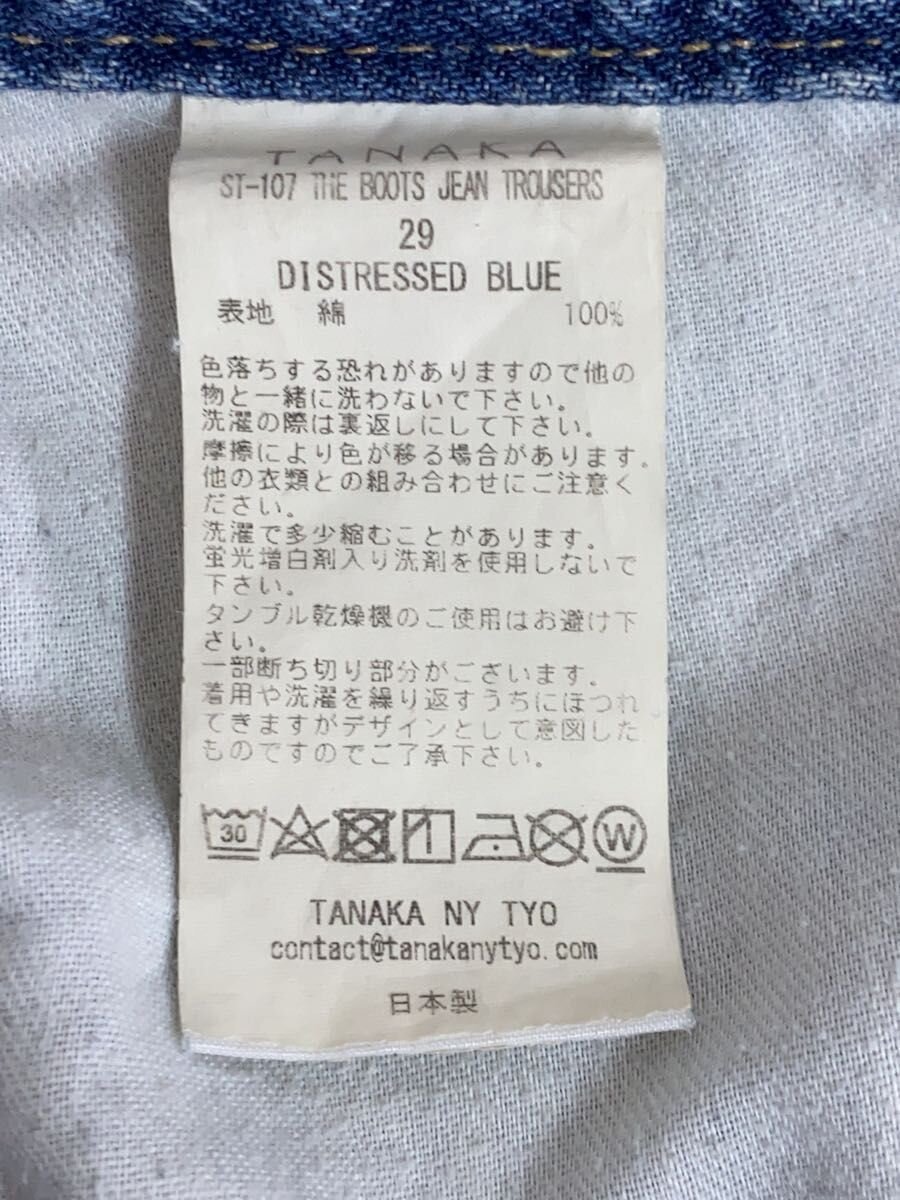 TANAKA
ST-107 THE BOOTS JEAN TROUSERS
29
DISTRESSED BLUE
表地 綿 100%
色落ちする恐れがありますので他の
物と一緒に洗わないで下さい。
洗濯の際は裏返しにして下さい。
摩擦により色が移る場合があります。
他の衣類との組み合わせにご注意く
ださい。
洗濯で多少縮むことがあります。
蛍光増白剤入り洗剤を使用しないで
下さい。
タンブル乾燥機のご使用はお避け下
さい。
一部断ち切り部分がございます。
着用や洗濯を繰り返すうちにほつれ
てきますがデザインとして意図した
ものですのでご了承下さい。
30 W
TANAKA NY TYO
contact@tanakanytyo.com
日本製